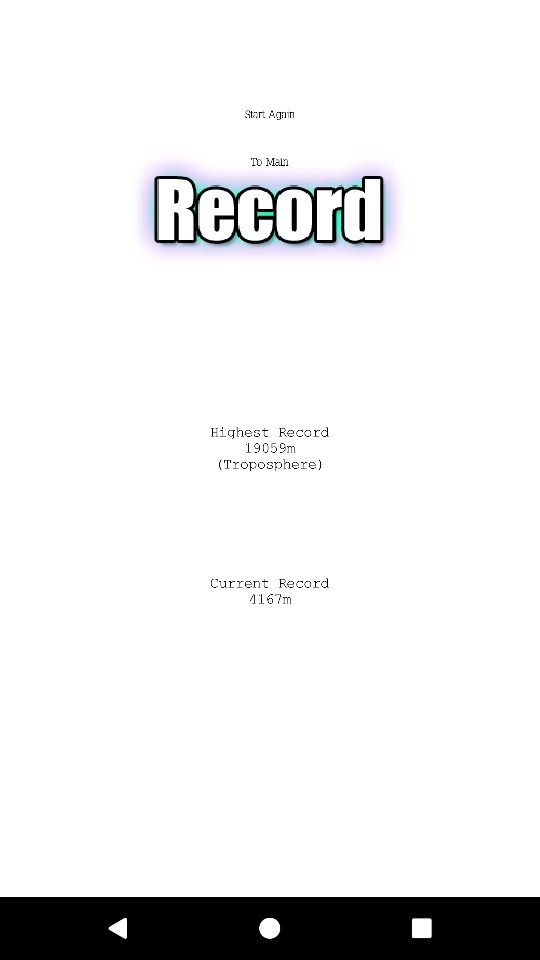 Start Again
To Main
Record
Highest Record
19059m
(Troposphere)
Current Record
4167m